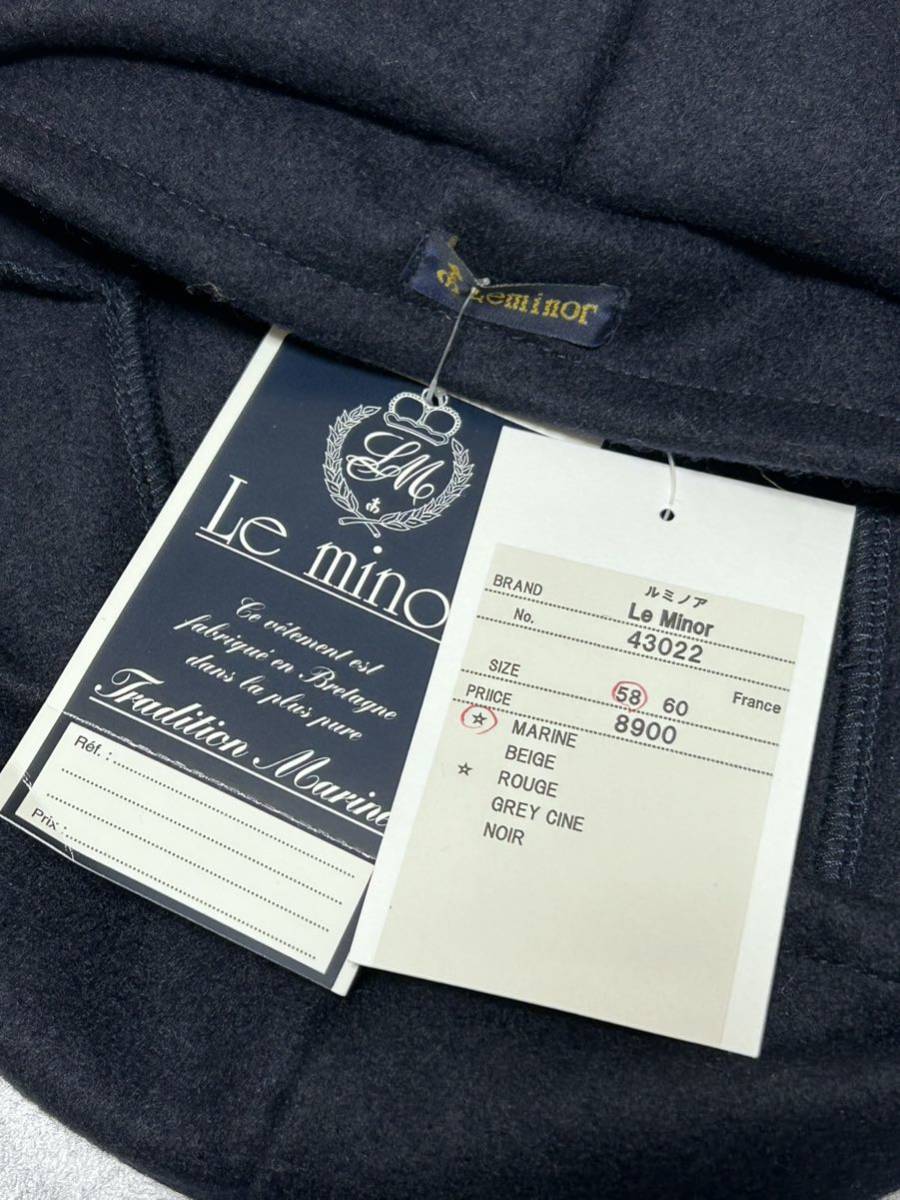 Leminor
LM
Le mino
Ce vêtement est
fabriqué en Bretagne
dans la plus pure
Tradition Marine
Réf. :
Prix :
BRAND ルミノア
Le Minor
No. 43022
SIZE 58 60 France
PRIICE 8900
☆ MARINE
BEIGE
☆ ROUGE
GREY CINE
NOIR